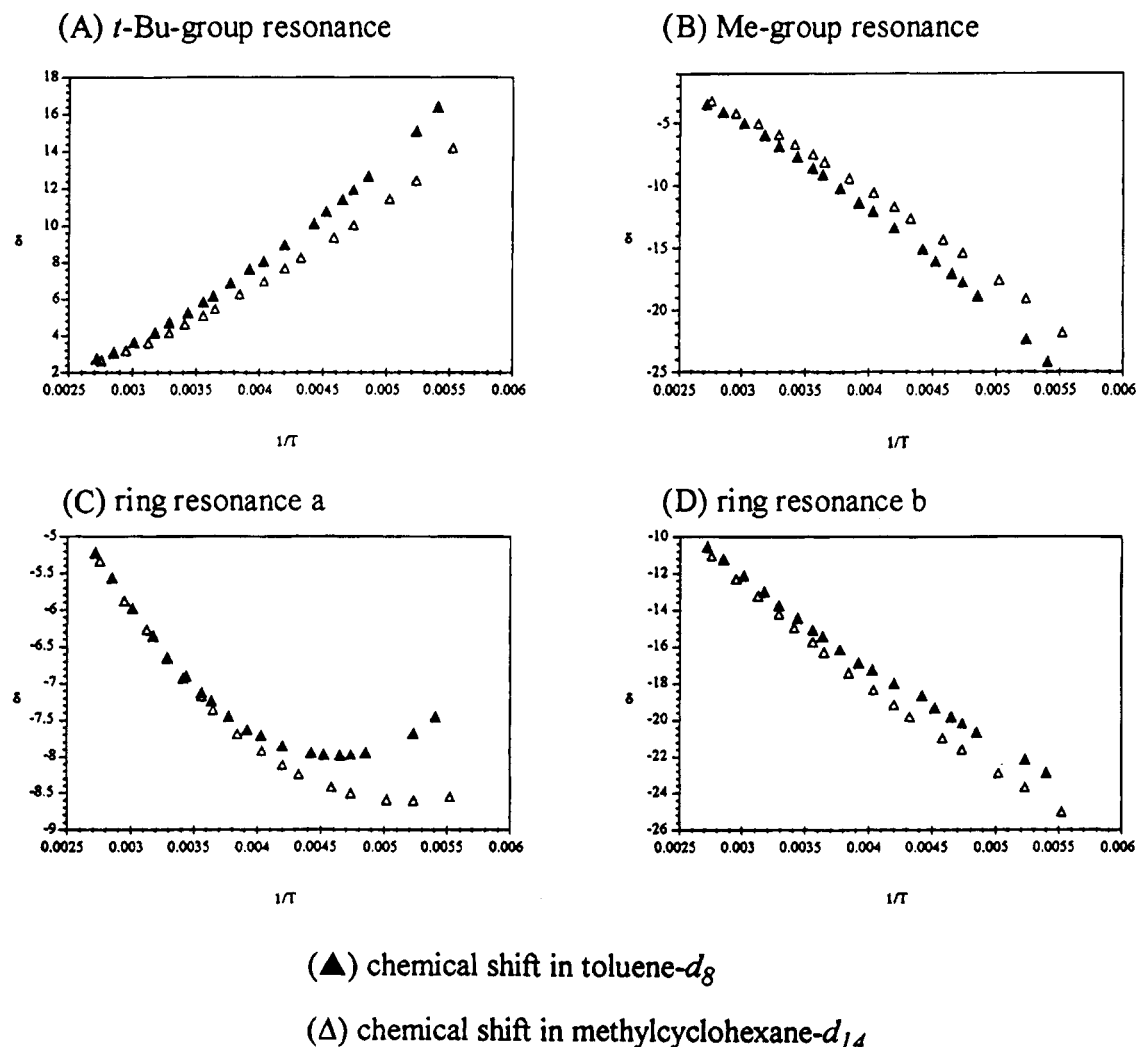 (A) t-Bu-group resonance
18
16
14
12
10
8
6
4
2
δ
0.0025 0.003 0.0035 0.004 0.0045 0.005 0.0055 0.006
1/T
(B) Me-group resonance
-5
-10
-15
-20
-25
δ
0.0025 0.003 0.0035 0.004 0.0045 0.005 0.0055 0.006
1/T
(C) ring resonance a
-5
-5.5
-6
-6.5
-7
-7.5
-8
-8.5
-9
δ
0.0025 0.003 0.0035 0.004 0.0045 0.005 0.0055 0.006
1/T
(D) ring resonance b
-10
-12
-14
-16
-18
-20
-22
-24
-26
δ
0.0025 0.003 0.0035 0.004 0.0045 0.005 0.0055 0.006
1/T
(▲) chemical shift in toluene-d8
(Δ) chemical shift in methylcyclohexane-d14